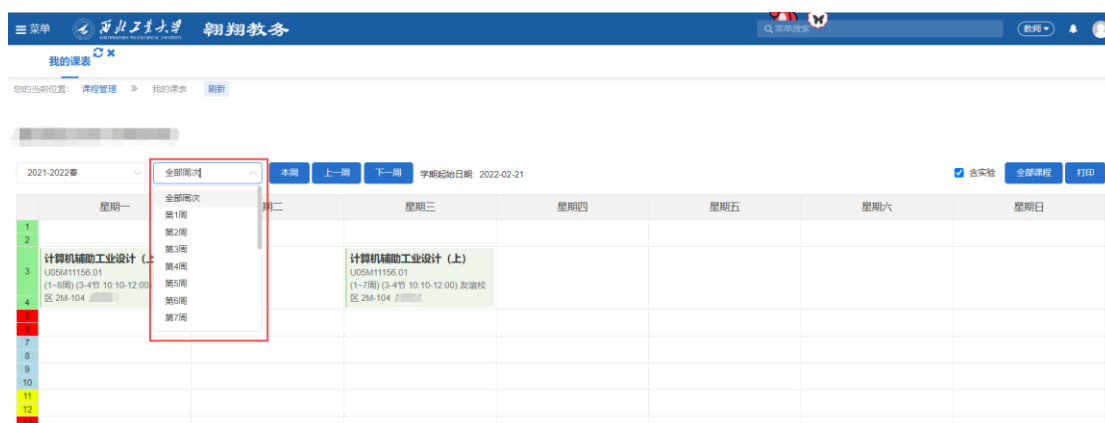 菜单 西北工业大学 NORTHWESTERN POLYTECHNICAL UNIVERSITY 翱翔教务 菜单搜索 教师
我的课表
您的当前位置: 课程管理 》 我的课表 刷新
2021-2022春 全部周次 本周 上一周 下一周 学期起始日期: 2022-02-21 含实验 全部课程 打印
全部周次
第1周
第2周
第3周
第4周
第5周
第6周
第7周
星期一 期二 星期三 星期四 星期五 星期六 星期日
1
2
3
4
5
6
7
8
9
10
11
12
计算机辅助工业设计（上
U05M11156.01
(1~8周) (3-4节 10:10-12:00)
区 2M-104
计算机辅助工业设计（上）
U05M11156.01
(1~7周) (3-4节 10:10-12:00) 友谊校
区 2M-104